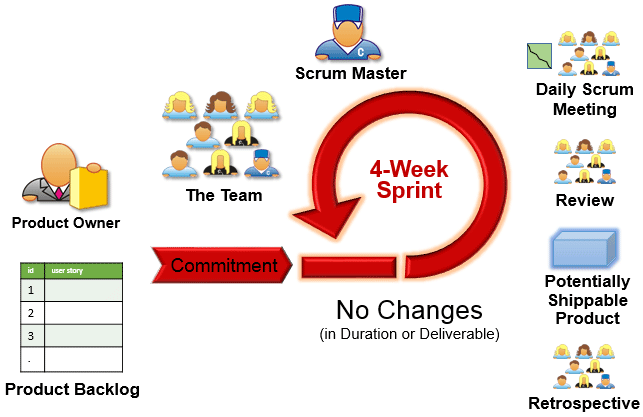 Scrum Master
Daily Scrum
Meeting
The Team
4-Week
Sprint
Review
Product Owner
Commitment
id user story
1
2
3
.
Product Backlog
No Changes
(in Duration or Deliverable)
Potentially
Shippable
Product
Retrospective
C
C